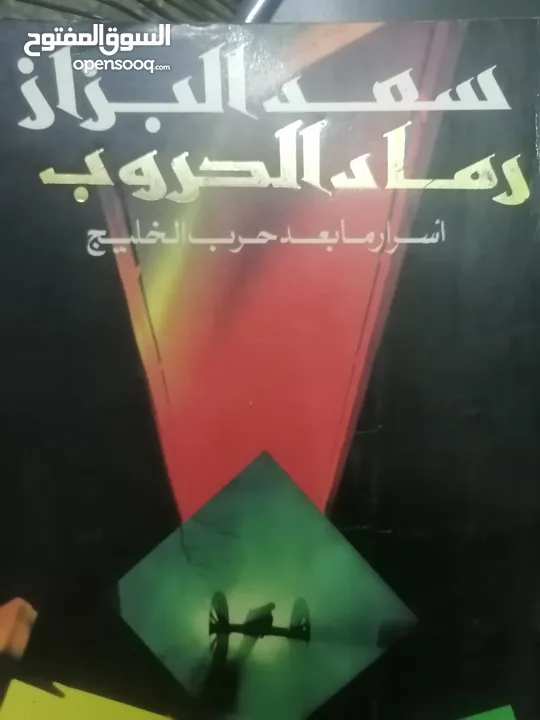 السوق المفتوح
opensooq.com
سعد البزاز
رماد الحروب
أسرار ما بعد حرب الخليج